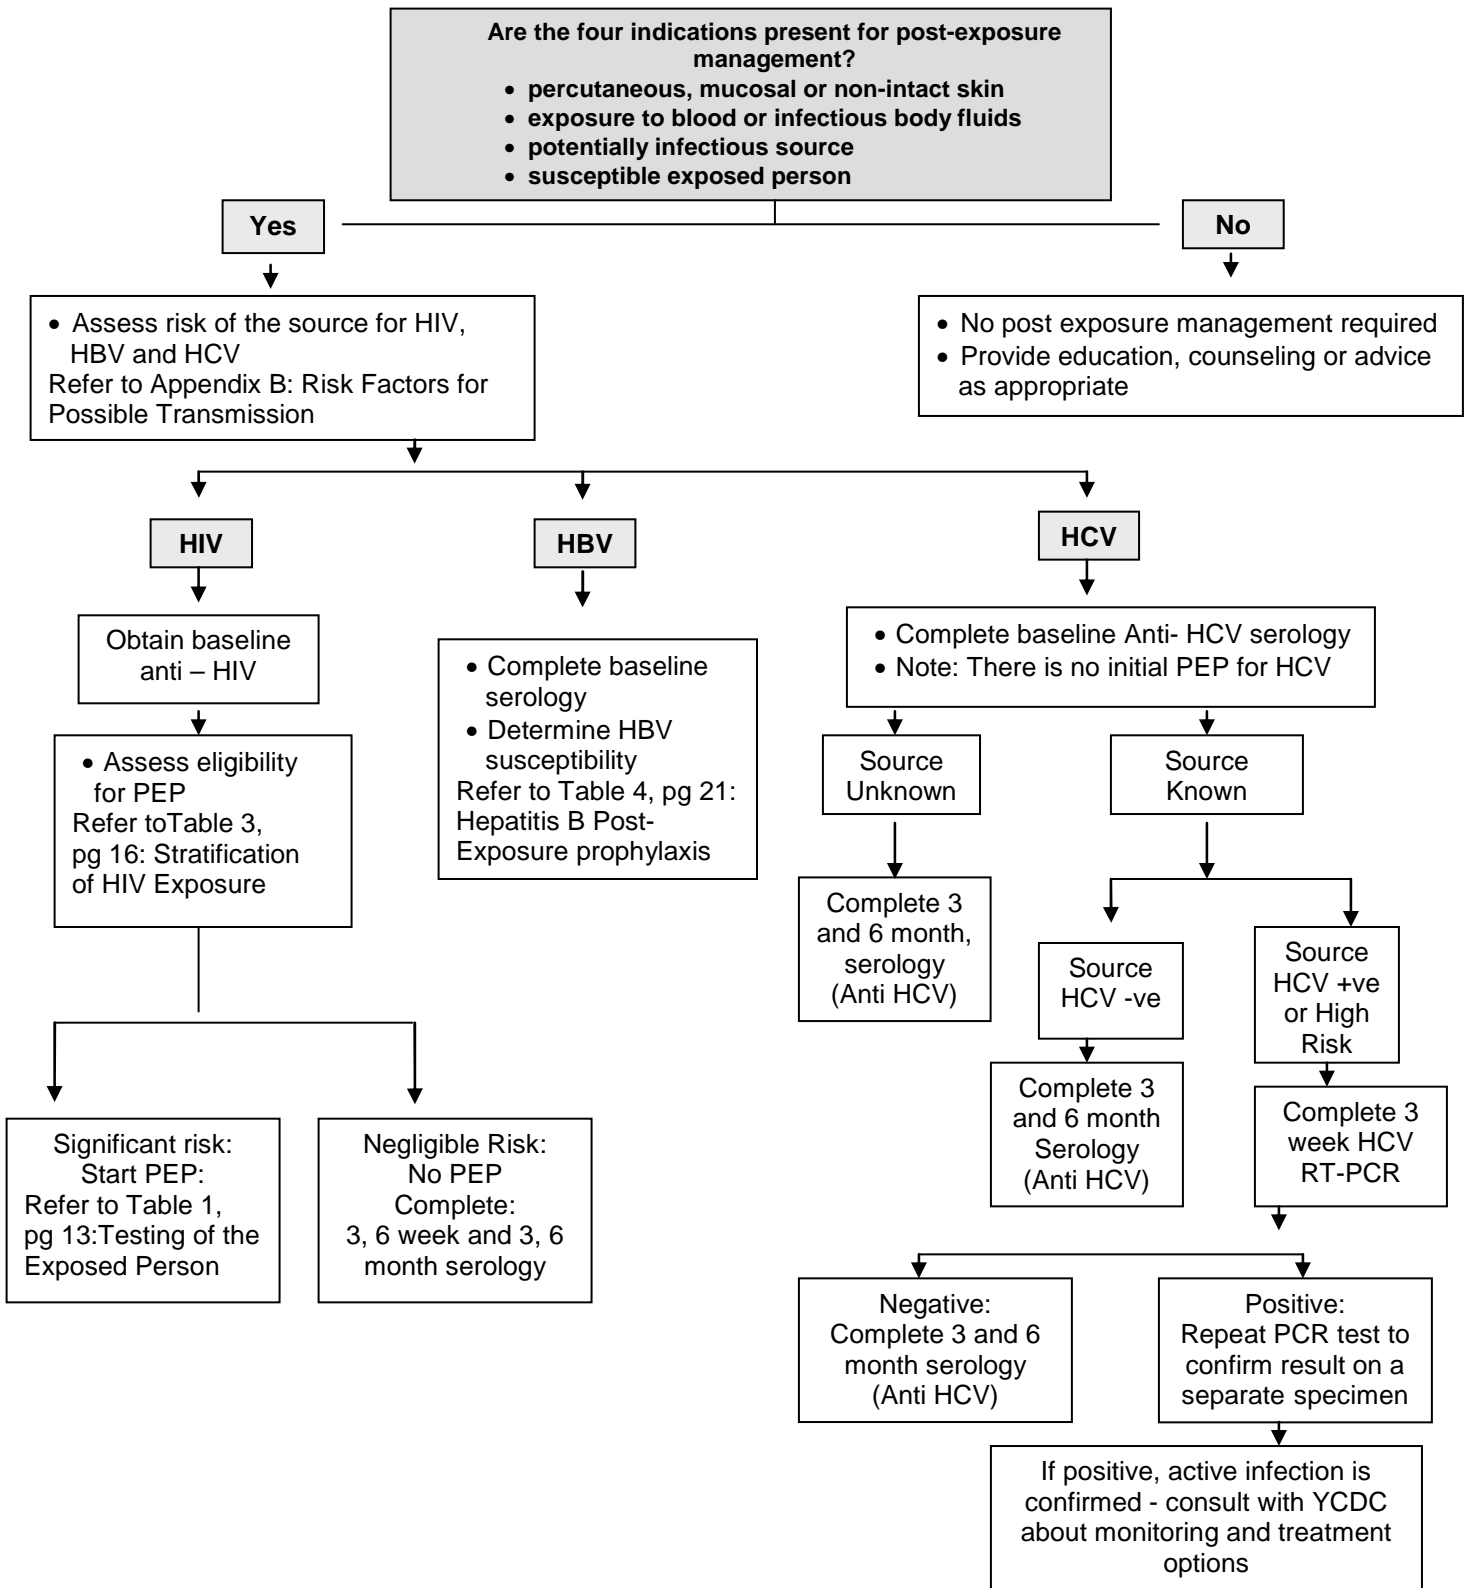 Are the four indications present for post-exposure
management?
• percutaneous, mucosal or non-intact skin
• exposure to blood or infectious body fluids
• potentially infectious source
• susceptible exposed person
Yes
No
• Assess risk of the source for HIV,
HBV and HCV
Refer to Appendix B: Risk Factors for
Possible Transmission
• No post exposure management required
• Provide education, counseling or advice
as appropriate
HIV
HBV
HCV
Obtain baseline
anti – HIV
• Assess eligibility
for PEP
Refer toTable 3,
pg 16: Stratification
of HIV Exposure
• Complete baseline
serology
• Determine HBV
susceptibility
Refer to Table 4, pg 21:
Hepatitis B Post-
Exposure prophylaxis
• Complete baseline Anti- HCV serology
• Note: There is no initial PEP for HCV
Source
Unknown
Source
Known
Complete 3
and 6 month,
serology
(Anti HCV)
Source
HCV -ve
Source
HCV +ve
or High
Risk
Complete 3
and 6 month
Serology
(Anti HCV)
Complete 3
week HCV
RT-PCR
Significant risk:
Start PEP:
Refer to Table 1,
pg 13:Testing of the
Exposed Person
Negligible Risk:
No PEP
Complete:
3, 6 week and 3, 6
month serology
Negative:
Complete 3 and 6
month serology
(Anti HCV)
Positive:
Repeat PCR test to
confirm result on a
separate specimen
If positive, active infection is
confirmed - consult with YCDC
about monitoring and treatment
options